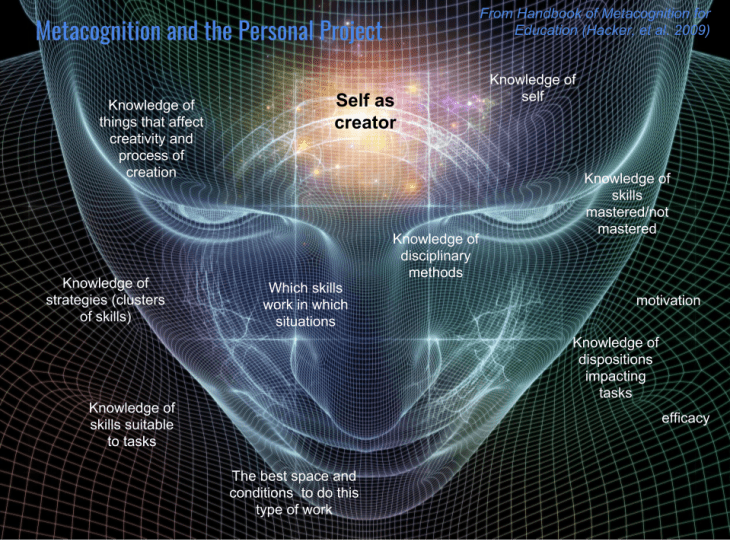 Metacognition and the Personal Project
From Handbook of Metacognition for
Education (Hacker, et al, 2009)
Self as
creator
Knowledge of
self
Knowledge of
things that affect
creativity and
process of
creation
Knowledge of
skills
mastered/not
mastered
Knowledge of
disciplinary
methods
Knowledge of
strategies (clusters
of skills)
Which skills
work in which
situations
motivation
Knowledge of
dispositions
impacting
tasks
Knowledge of
skills suitable
to tasks
efficacy
The best space and
conditions to do this
type of work